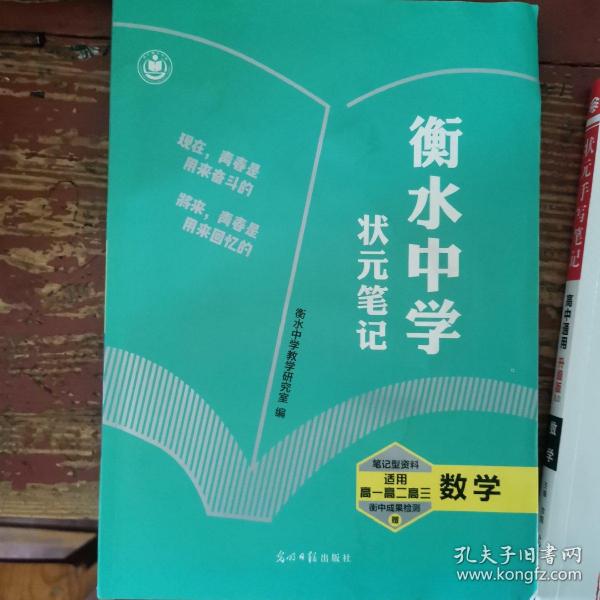 现在，青春是
用来奋斗的
将来，青春是
用来回忆的
衡水中学
状元笔记
衡水中学教学研究室 编
笔记型资料
适用
高一高二高三
衡中成果检测
赠
数学
光明日报出版社
状元手写笔记
高中通用 升级版
数学
孔夫子旧书网
www.kongfz.com